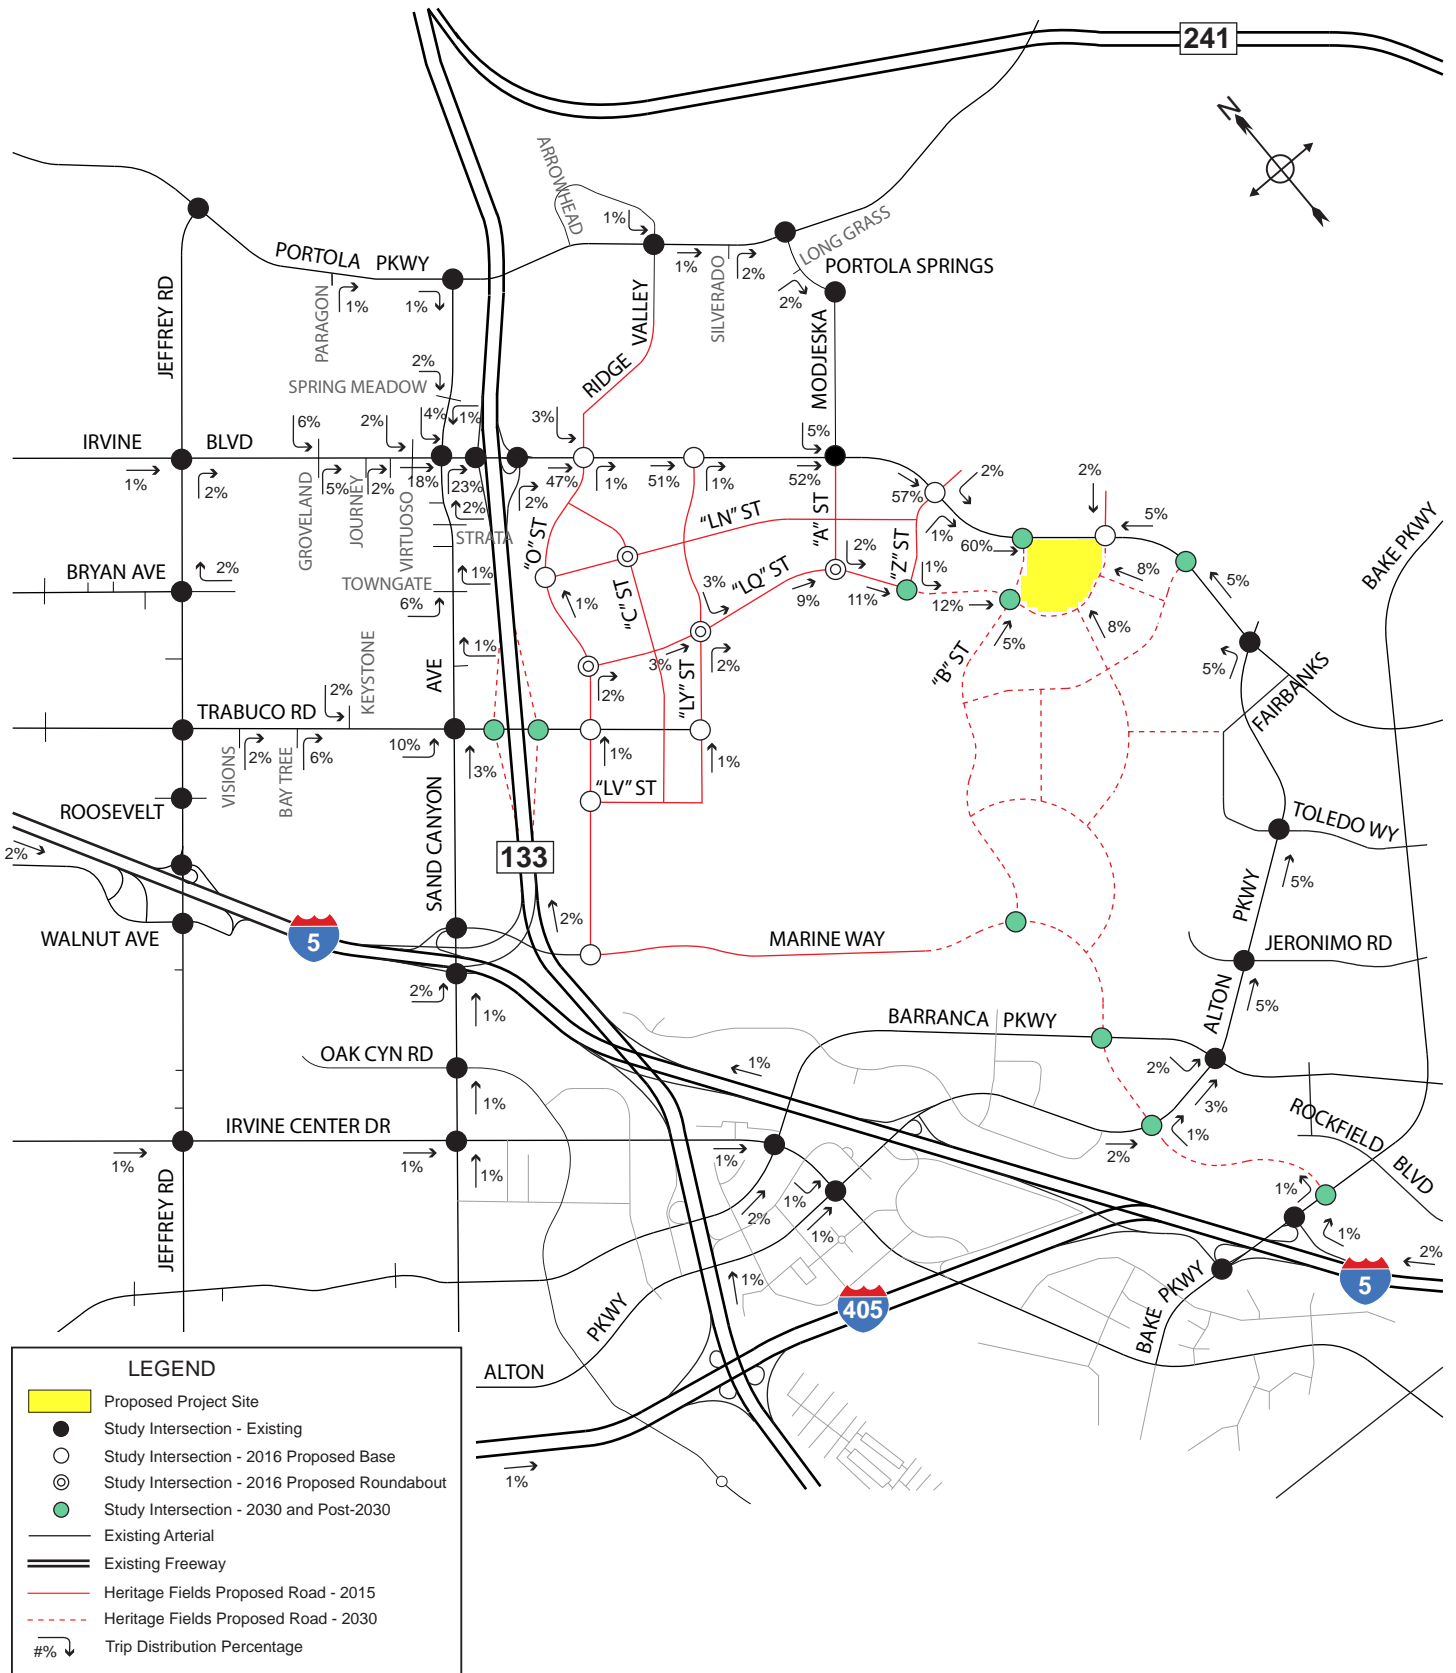 241
N
ARROWHEAD
1%
LONG GRASS
PORTOLA PKWY
1%
SILVERADO
2%
PORTOLA SPRINGS
2%
JEFFREY RD
PARAGON
1%
1%
RIDGE VALLEY
MODJESKA
BAKE PKWY
2%
SPRING MEADOW
6%
2%
4%
1%
3%
5%
IRVINE BLVD
1%
2%
GROVELAND
5%
JOURNEY
2%
VIRTUOSO
18%
23%
2%
47%
1%
51%
1%
52%
57%
2%
2%
5%
2%
STRATA
"O" ST
"LN" ST
"A" ST
1%
60%
BRYAN AVE
2%
TOWNGATE
1%
6%
1%
"C" ST
3%
"LQ" ST
2%
9%
11%
"Z" ST
1%
12%
5%
8%
8%
5%
5%
FAIRBANKS
KEYSTONE
AVE
1%
3%
2%
"LY" ST
"B" ST
2%
2%
TRABUCO RD
VISIONS
2%
BAY TREE
6%
10%
3%
1%
1%
"LV" ST
ROOSEVELT
2%
SAND CANYON
133
TOLEDO WY
5%
WALNUT AVE
5
2%
MARINE WAY
PKWY
JERONIMO RD
2%
1%
5%
ALTON
BARRANCA PKWY
OAK CYN RD
1%
2%
3%
1%
ROCKFIELD BLVD
IRVINE CENTER DR
1%
1%
1%
1%
1%
2%
1%
2%
1%
1%
2%
JEFFREY RD
1%
405
5
BAKE PKWY
ALTON PKWY
1%
LEGEND
Proposed Project Site
Study Intersection - Existing
Study Intersection - 2016 Proposed Base
Study Intersection - 2016 Proposed Roundabout
Study Intersection - 2030 and Post-2030
Existing Arterial
Existing Freeway
Heritage Fields Proposed Road - 2015
Heritage Fields Proposed Road - 2030
#% Trip Distribution Percentage